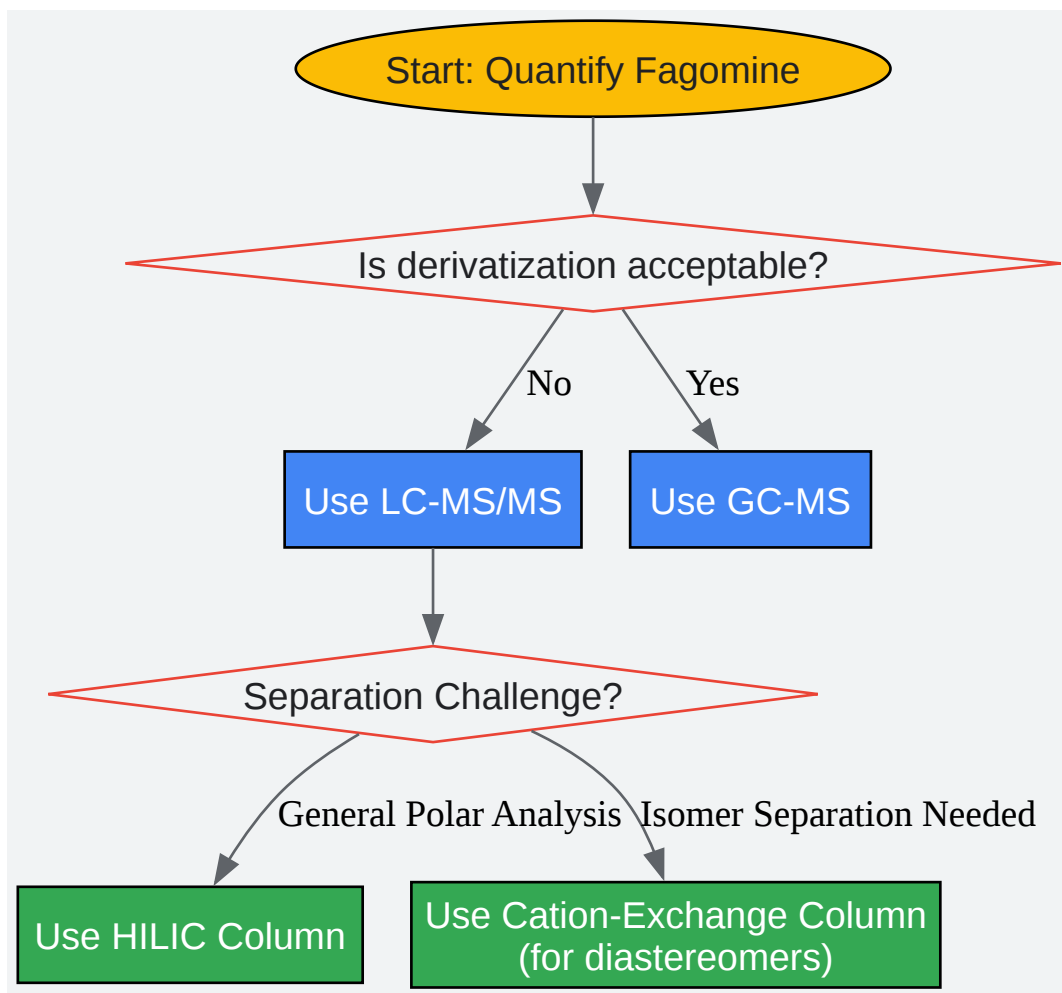 Start: Quantify Fagomine
Is derivatization acceptable?
No
Yes
Use LC-MS/MS
Use GC-MS
Separation Challenge?
General Polar Analysis
Isomer Separation Needed
Use HILIC Column
Use Cation-Exchange Column
(for diastereomers)